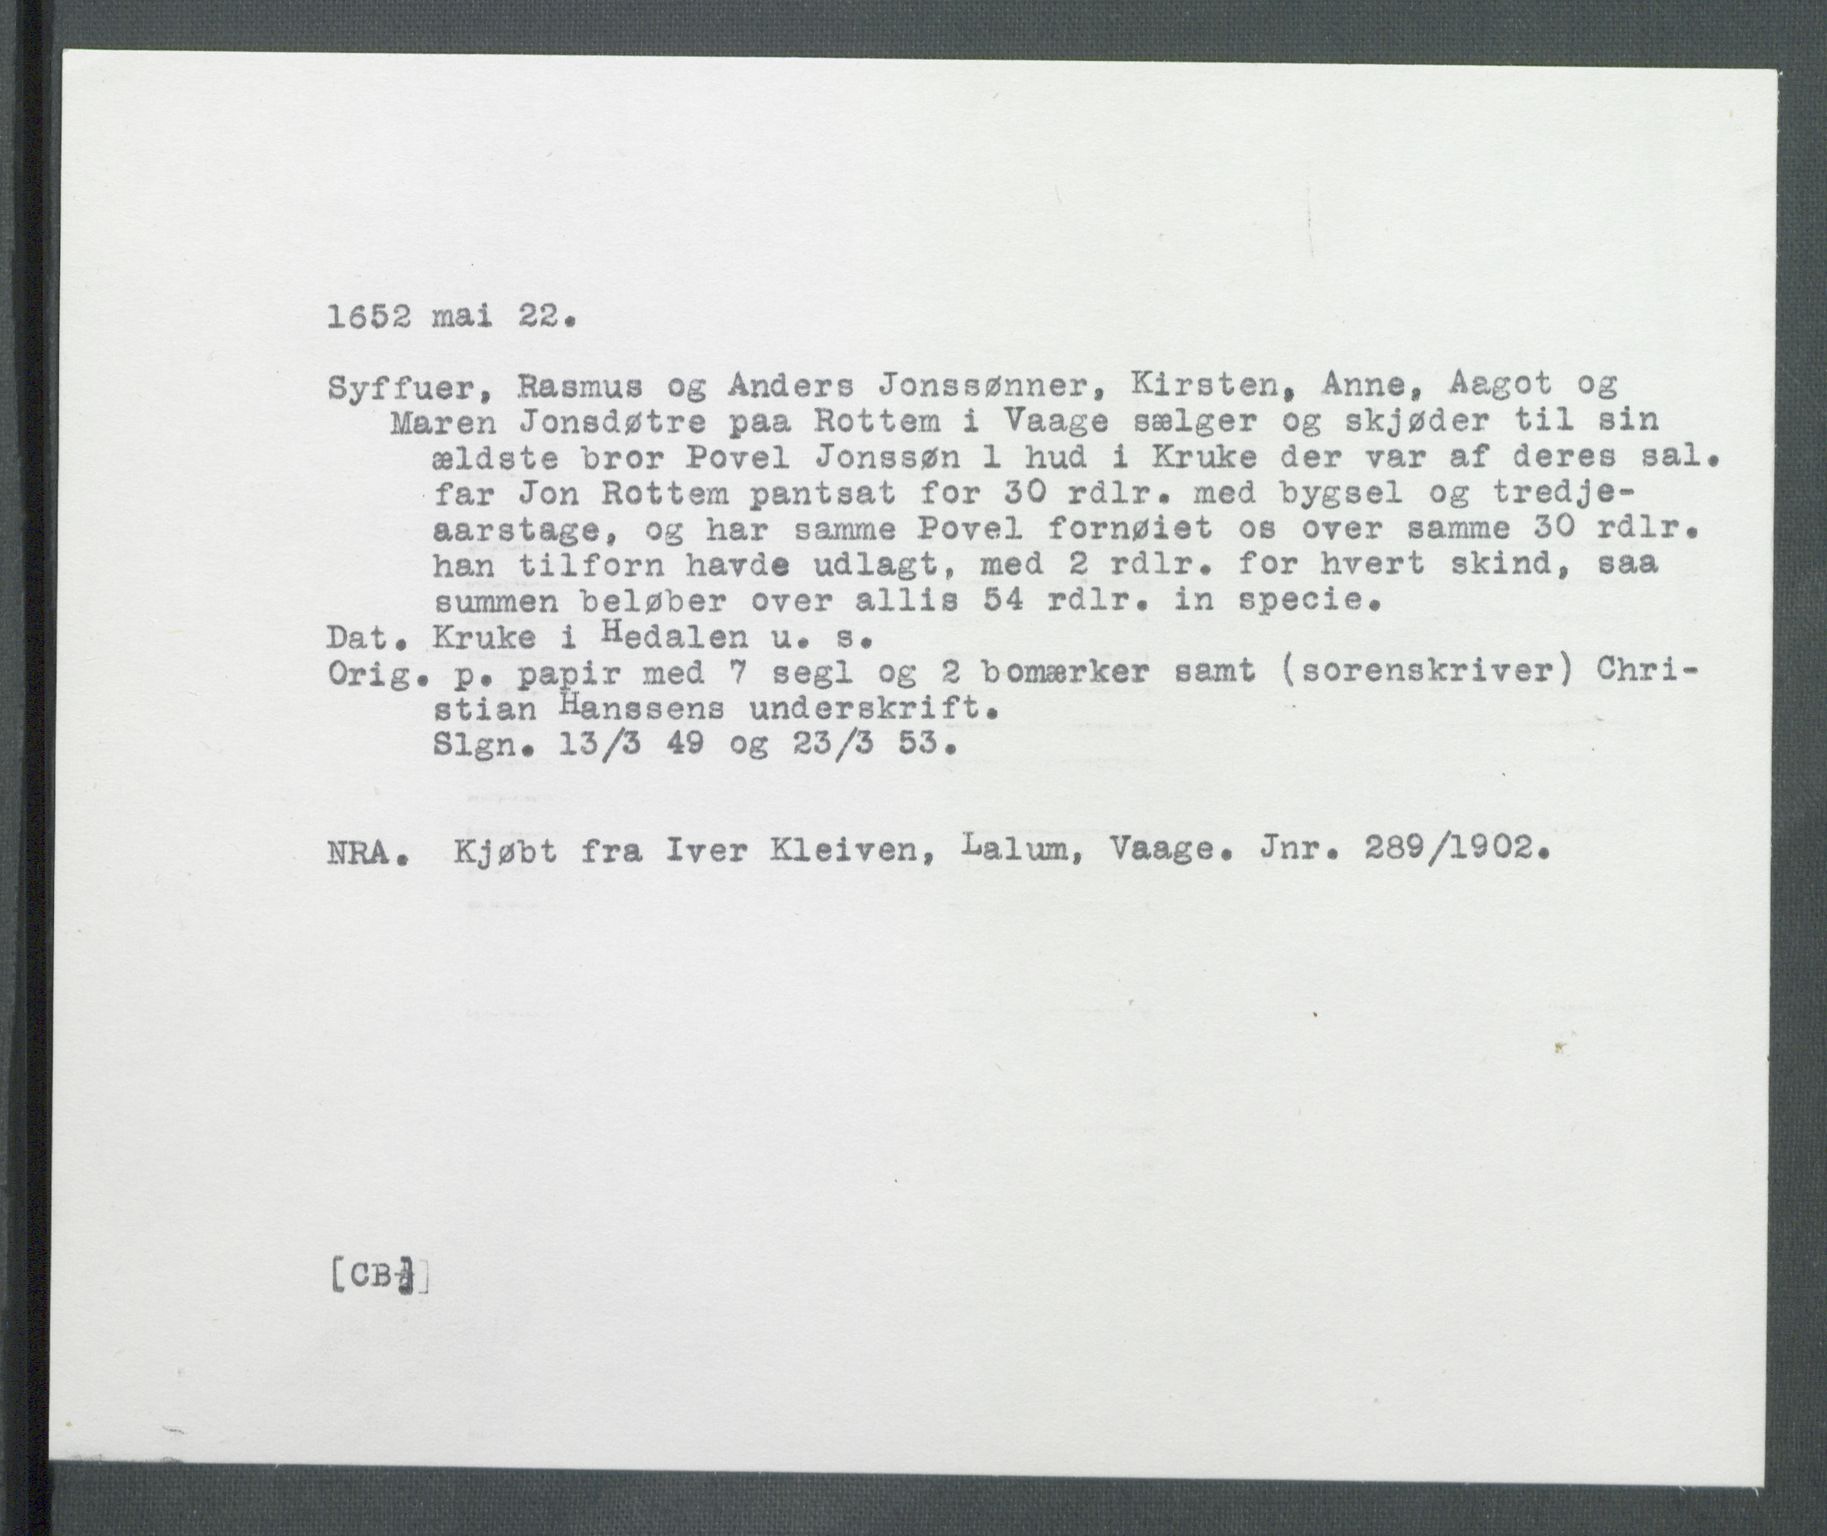 1652 mai 22.
Syffuer, Rasmus og Anders Jonssønner, Kirsten, Anne, Aagot og
Maren Jonsdøtre paa Rottem i Vaage sælger og skjøder til sin
ældste bror Povel Jonssøn 1 hud i Kruke der var af deres sal.
far Jon Rottem pantsat for 30 rdlr. med bygsel og tredje-
aarstage, og har samme Povel fornøiet os over samme 30 rdlr.
han tilforn havde udlagt, med 2 rdlr. for hvert skind, saa
summen beløber over allis 54 rdlr. in specie.
Dat. Kruke i Hedalen u. s.
Orig. p. papir med 7 segl og 2 bomærker samt (sorenskriver) Chri-
stian Hanssens underskrift.
Slgn. 13/3 49 og 23/3 53.
NRA. Kjøbt fra Iver Kleiven, Lalum, Vaage. Jnr. 289/1902.
[CB]